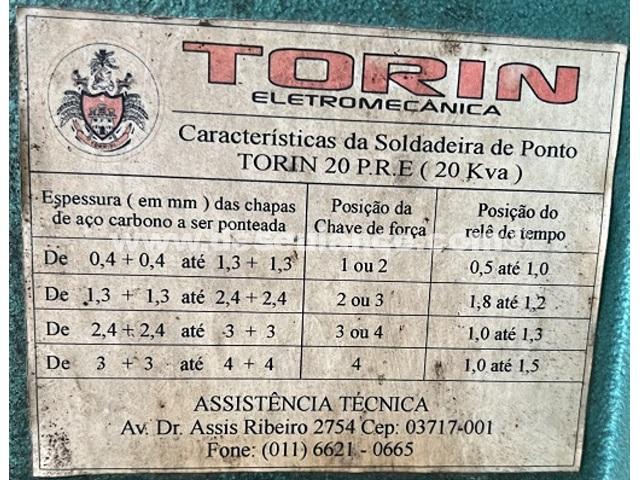 TORIN
ELETROMECÂNICA
Características da Soldadeira de Ponto
TORIN 20 P.R.E ( 20 Kva )
Espessura ( em mm ) das chapas de aço carbono a ser ponteada | Posição da Chave de força | Posição do relê de tempo
De 0,4 + 0,4 até 1,3 + 1,3 | 1 ou 2 | 0,5 até 1,0
De 1,3 + 1,3 até 2,4 + 2,4 | 2 ou 3 | 1,8 até 1,2
De 2,4 + 2,4 até 3 + 3 | 3 ou 4 | 1,0 até 1,3
De 3 + 3 até 4 + 4 | 4 | 1,0 até 1,5
ASSISTÊNCIA TÉCNICA
Av. Dr. Assis Ribeiro 2754 Cep: 03717-001
Fone: (011) 6621 - 0665